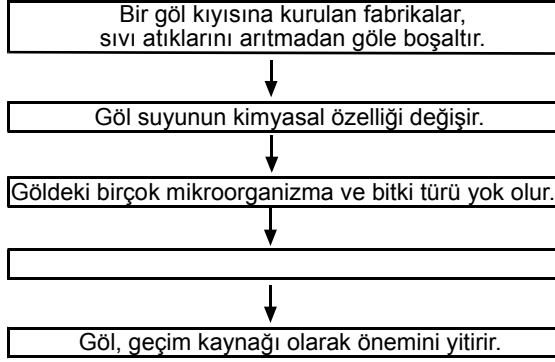 Bir göl kıyısına kurulan fabrikalar,
sıvı atıklarını arıtmadan göle boşaltır.
Göl suyunun kimyasal özelliği değişir.
Göldeki birçok mikroorganizma ve bitki türü yok olur.
Göl, geçim kaynağı olarak önemini yitirir.